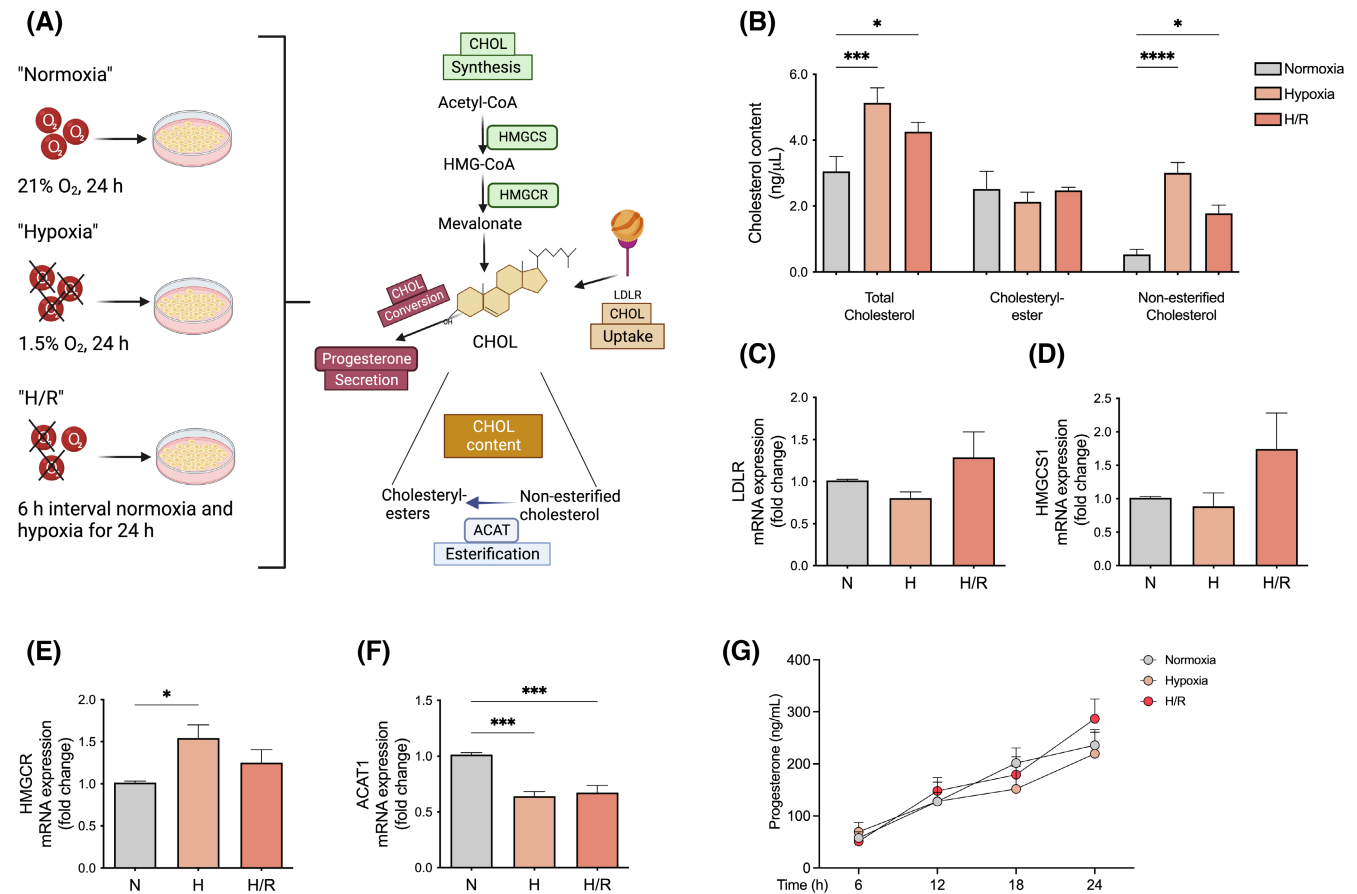 (A)
"Normoxia"
O₂
O₂
O₂
21% O₂, 24 h
"Hypoxia"
1.5% O₂, 24 h
"H/R"
O₂
6 h interval normoxia and
hypoxia for 24 h
CHOL
Synthesis
Acetyl-CoA
HMGCS
HMG-CoA
HMGCR
Mevalonate
LDLR
CHOL
Uptake
CHOL
Conversion
OH
CHOL
Progesterone
Secretion
CHOL
content
Cholesteryl-
esters
Non-esterified
cholesterol
ACAT
Esterification
(B)
Cholesterol content
(ng/μL)
6.0
4.0
2.0
0.0
*
***
*
****
Total
Cholesterol
Cholesteryl-
ester
Non-esterified
Cholesterol
Normoxia
Hypoxia
H/R
(C)
LDLR
mRNA expression
(fold change)
2.0
1.5
1.0
0.5
0.0
N
H
H/R
(D)
HMGCS1
mRNA expression
(fold change)
2.5
2.0
1.5
1.0
0.5
0.0
N
H
H/R
(E)
HMGCR
mRNA expression
(fold change)
2.0
1.5
1.0
0.5
0.0
*
N
H
H/R
(F)
ACAT1
mRNA expression
(fold change)
1.5
1.0
0.5
0.0
***
***
N
H
H/R
(G)
Progesterone (ng/mL)
400
300
200
100
0
Time (h)
6
12
18
24
Normoxia
Hypoxia
H/R